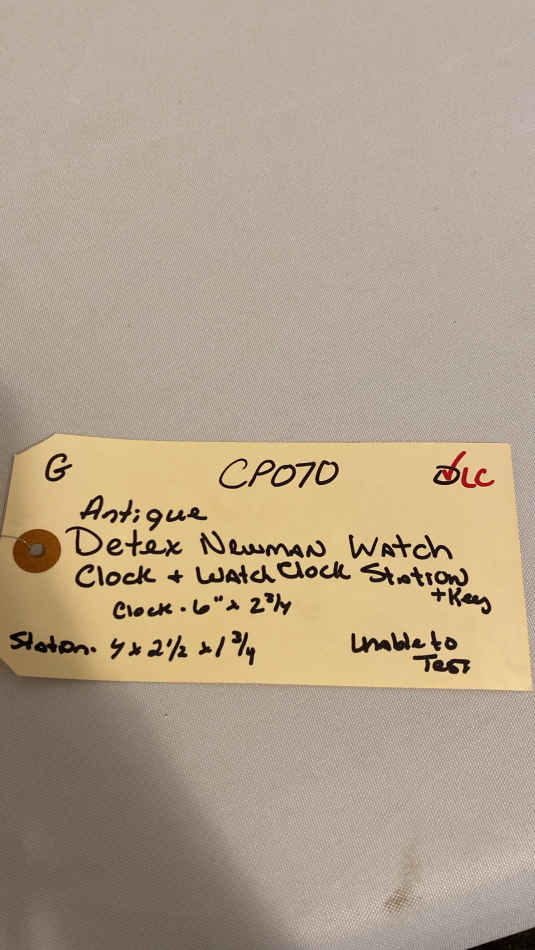 G CP070 LC
Antique
Detex Newman Watch
Clock + Watch Clock Station
+ Key
Clock. 6" x 2 3/4
Station. 4 x 2 1/2 x 1 3/4
Unable to
Test